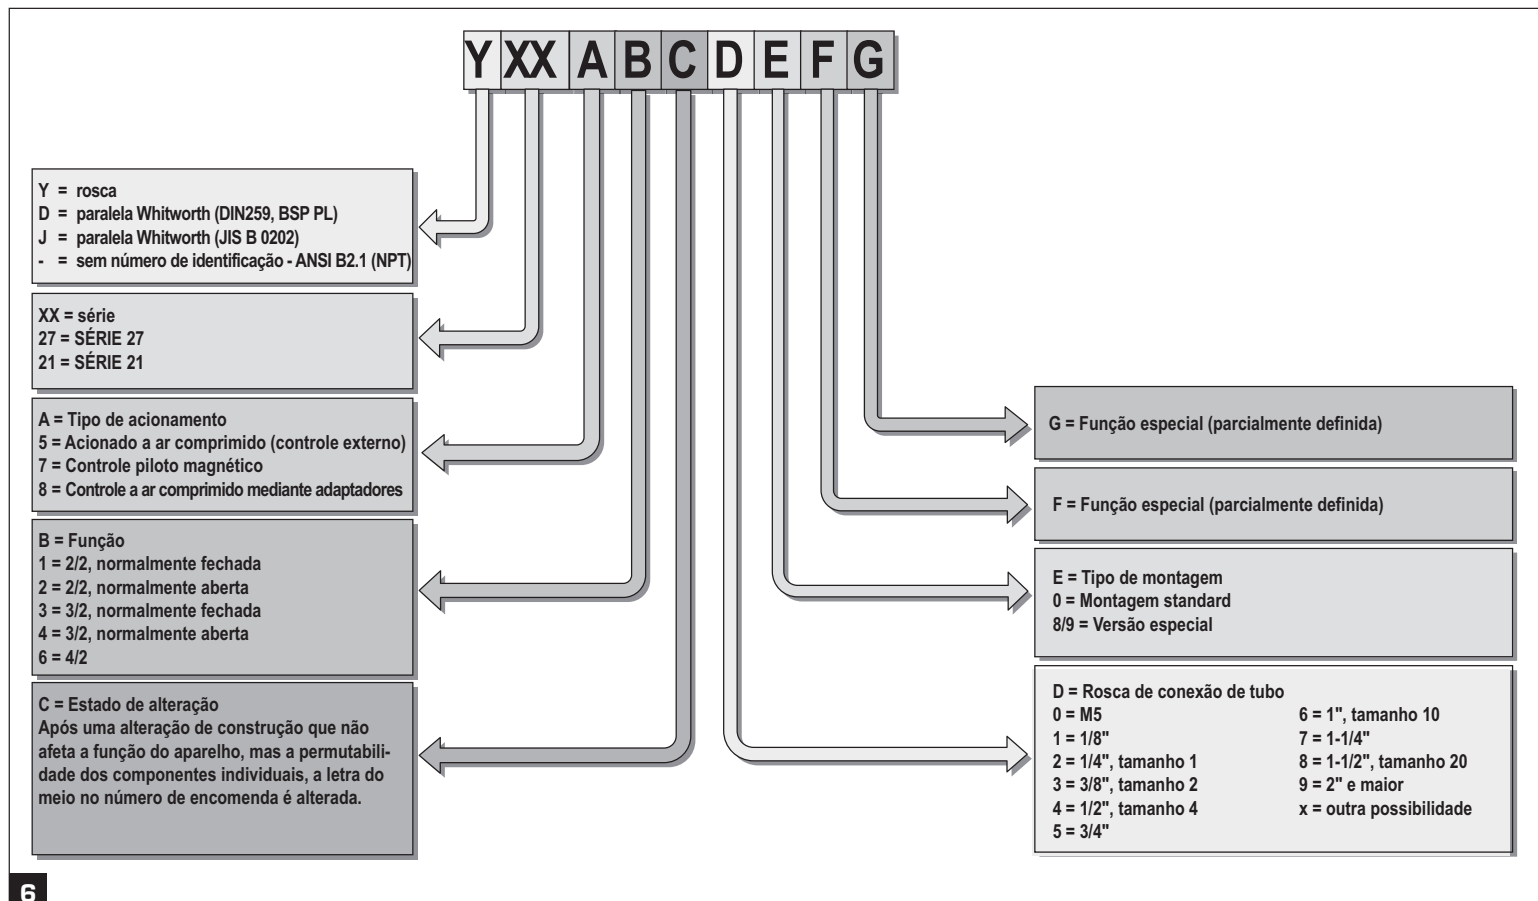 Y XX A B C D E F G
Y = rosca
D = paralela Whitworth (DIN259, BSP PL)
J = paralela Whitworth (JIS B 0202)
- = sem número de identificação - ANSI B2.1 (NPT)
XX = série
27 = SÉRIE 27
21 = SÉRIE 21
A = Tipo de acionamento
5 = Acionado a ar comprimido (controle externo)
7 = Controle piloto magnético
8 = Controle a ar comprimido mediante adaptadores
B = Função
1 = 2/2, normalmente fechada
2 = 2/2, normalmente aberta
3 = 3/2, normalmente fechada
4 = 3/2, normalmente aberta
6 = 4/2
C = Estado de alteração
Após uma alteração de construção que não
afeta a função do aparelho, mas a permutabili-
dade dos componentes individuais, a letra do
meio no número de encomenda é alterada.
G = Função especial (parcialmente definida)
F = Função especial (parcialmente definida)
E = Tipo de montagem
0 = Montagem standard
8/9 = Versão especial
D = Rosca de conexão de tubo
0 = M5
1 = 1/8"
2 = 1/4", tamanho 1
3 = 3/8", tamanho 2
4 = 1/2", tamanho 4
5 = 3/4"
6 = 1", tamanho 10
7 = 1-1/4"
8 = 1-1/2", tamanho 20
9 = 2" e maior
x = outra possibilidade
6